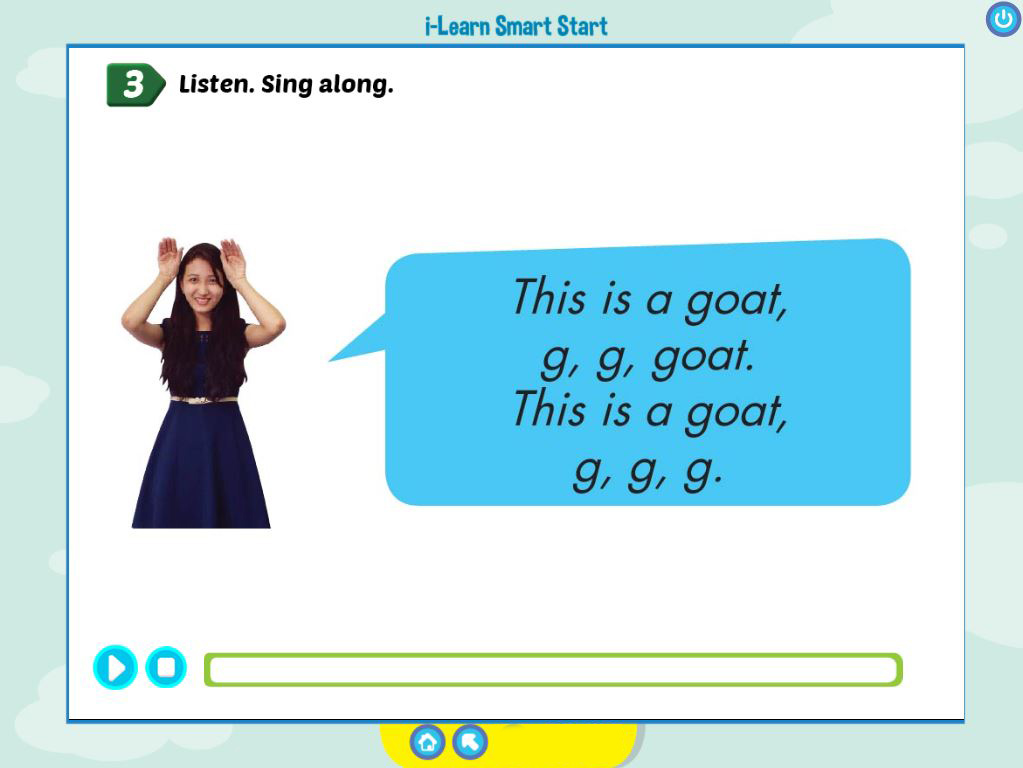 i-Learn Smart Start
3 Listen. Sing along.
This is a goat,
g, g, goat.
This is a goat,
g, g, g.